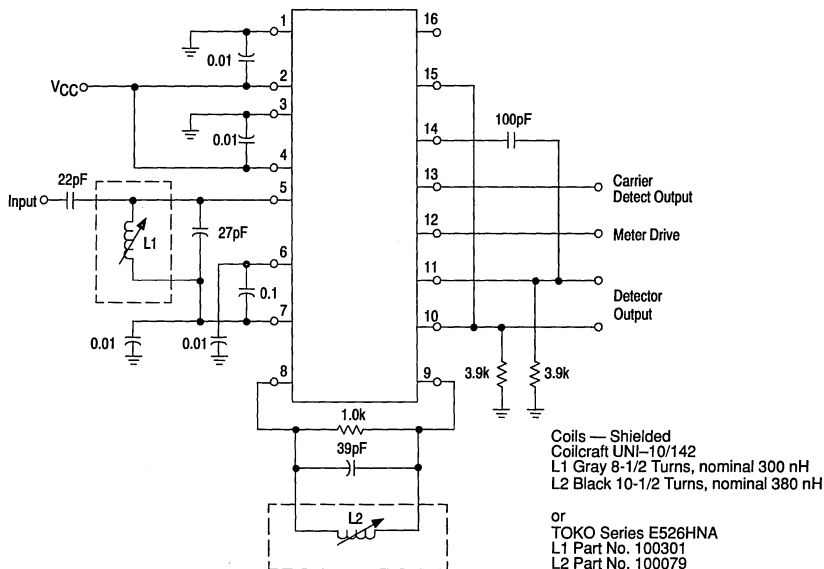 1
16
0.01
2
15
VCC
3
100pF
14
0.01
4
13
Carrier
Detect Output
22pF
5
Input
12
Meter Drive
L1
27pF
6
11
0.1
Detector
Output
7
10
0.01
0.01
3.9k
3.9k
8
9
1.0k
39pF
L2
Coils — Shielded
Coilcraft UNI–10/142
L1 Gray 8-1/2 Turns, nominal 300 nH
L2 Black 10-1/2 Turns, nominal 380 nH
or
TOKO Series E526HNA
L1 Part No. 100301
L2 Part No. 100079